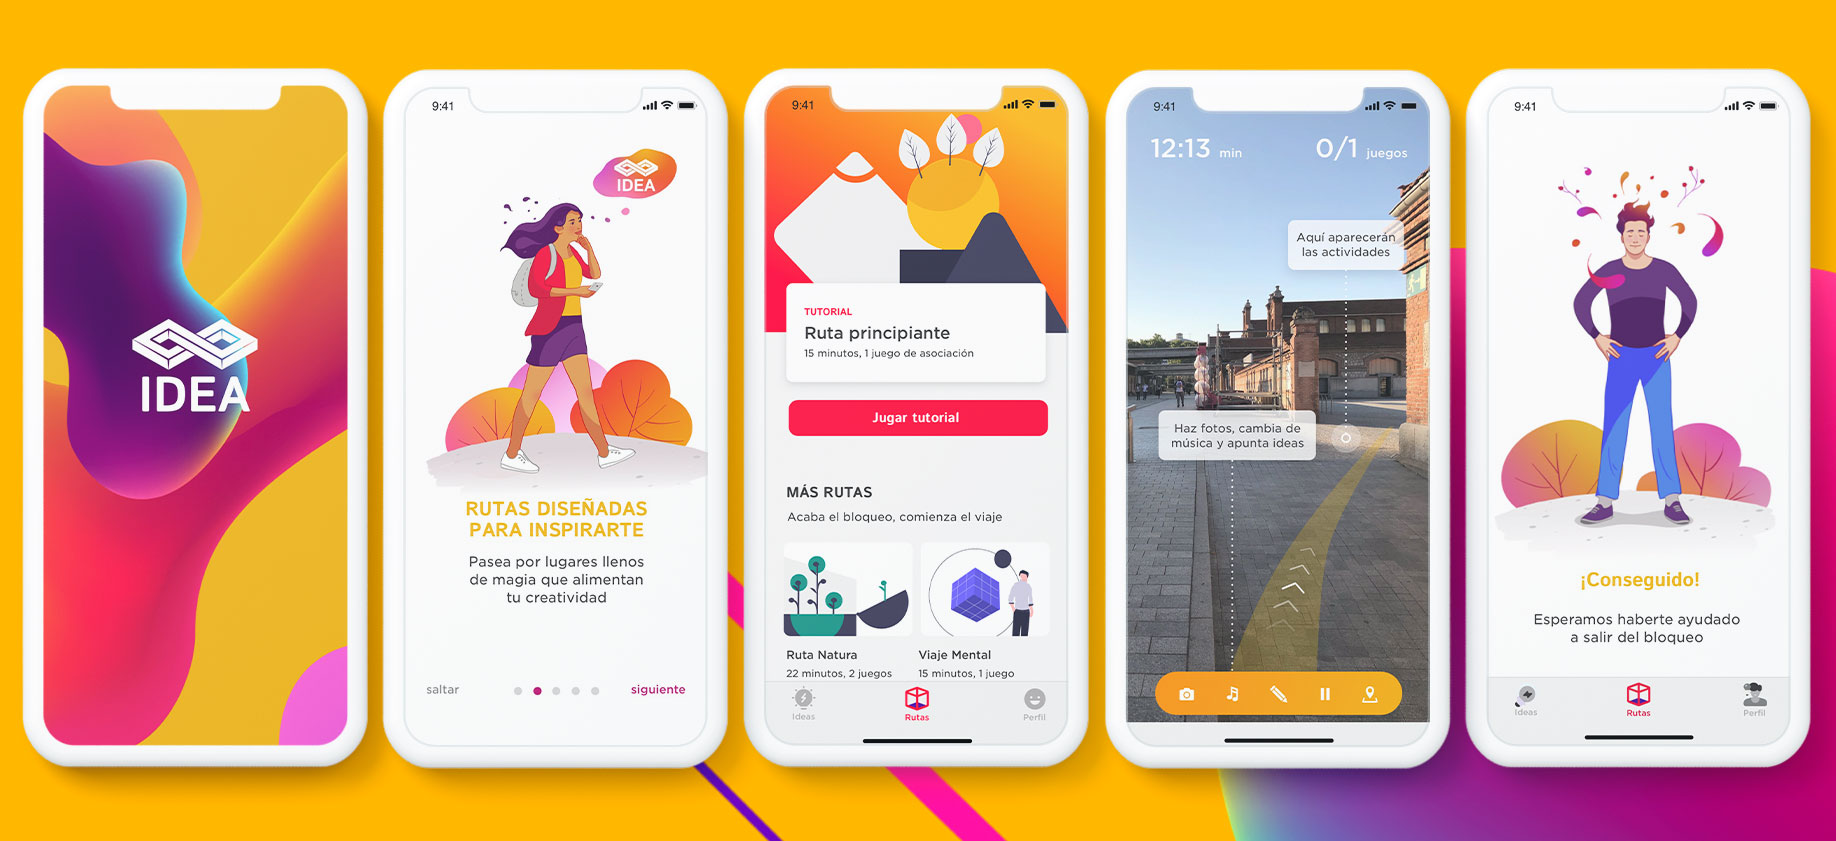 IDEA
9:41
IDEA
RUTAS DISEÑADAS
PARA INSPIRARTE
Pasea por lugares llenos
de magia que alimentan
tu creatividad
saltar
siguiente
9:41
TUTORIAL
Ruta principiante
15 minutos, 1 juego de asociación
Jugar tutorial
MÁS RUTAS
Acaba el bloqueo, comienza el viaje
Ruta Natura
22 minutos, 2 juegos
Viaje Mental
15 minutos, 1 juego
Ideas
Rutas
Perfil
9:41
12:13 min
0/1 juegos
Aquí aparecerán
las actividades
Haz fotos, cambia de
música y apunta ideas
9:41
¡Conseguido!
Esperamos haberte ayudado
a salir del bloqueo
Ideas
Rutas
Perfil